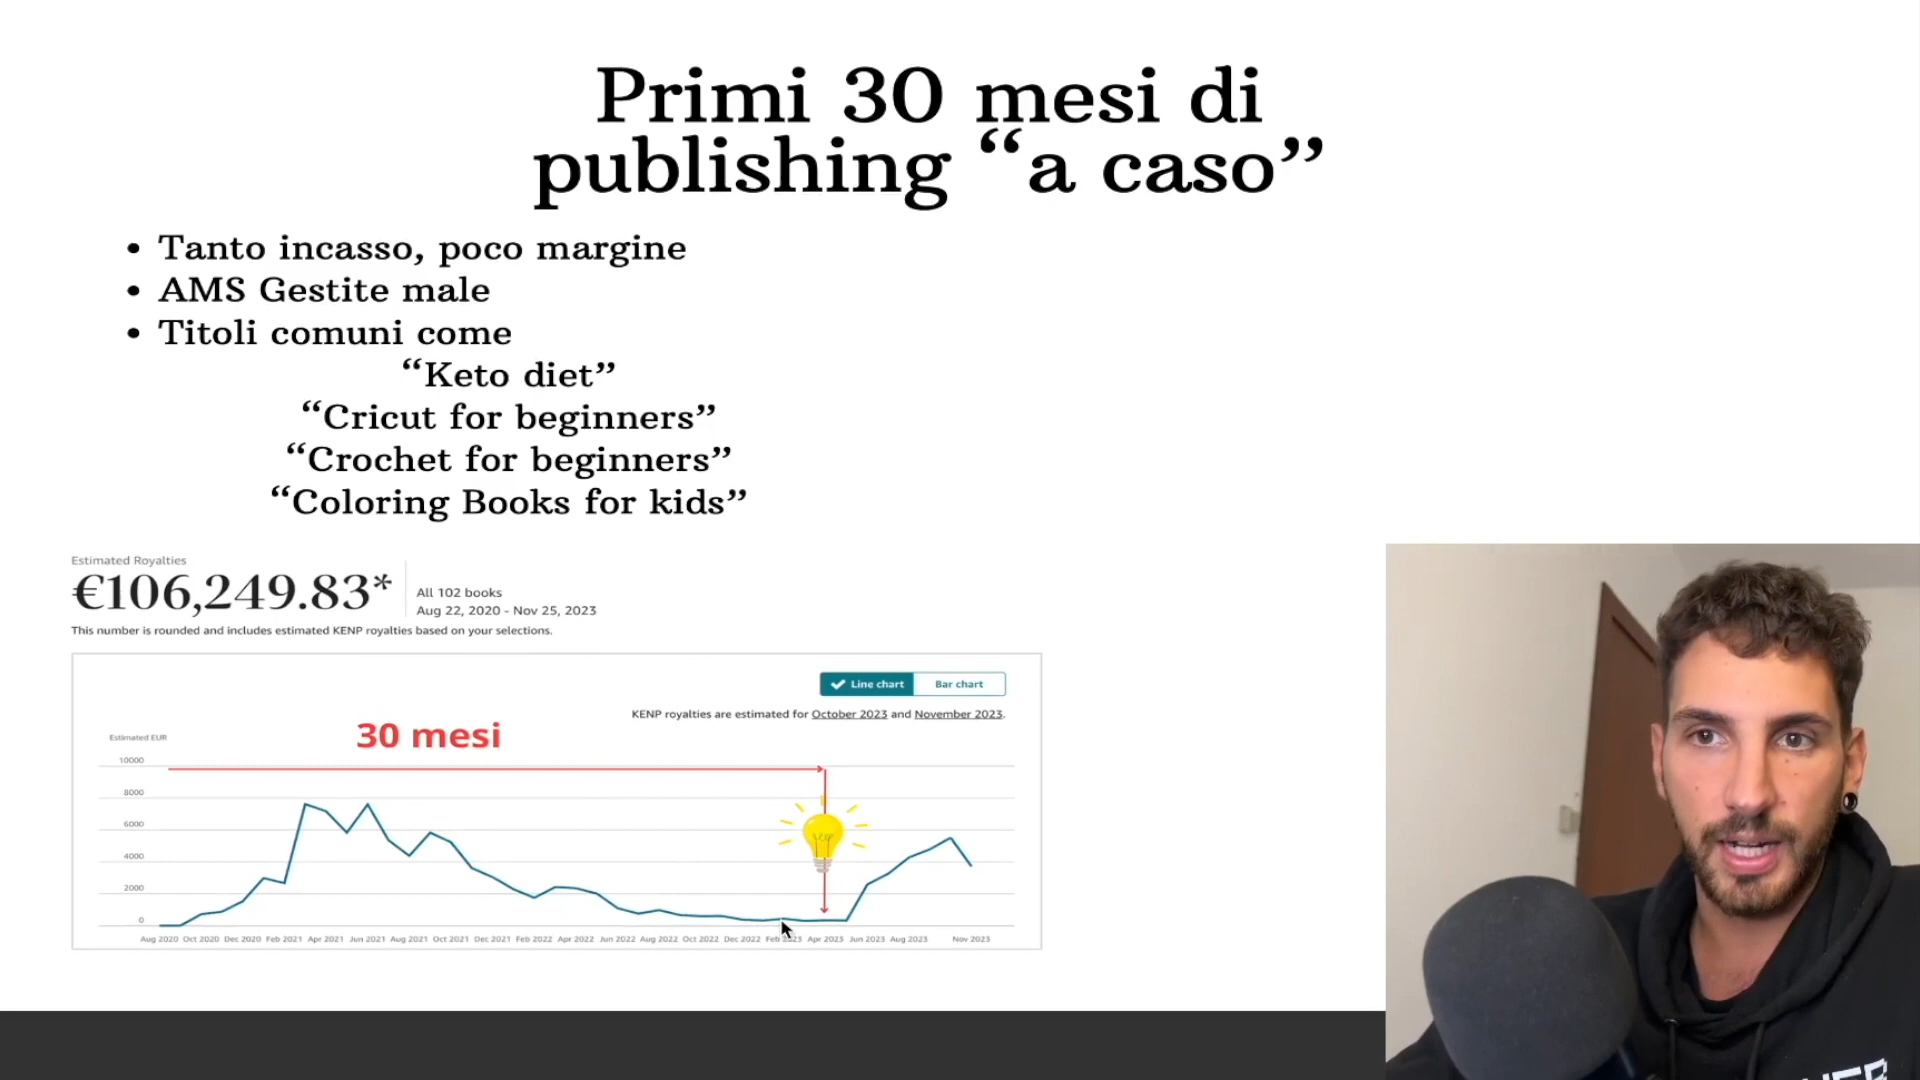 Primi 30 mesi di
publishing “a caso”
• Tanto incasso, poco margine
• AMS Gestite male
• Titoli comuni come
“Keto diet”
“Cricut for beginners”
“Crochet for beginners”
“Coloring Books for kids”
Estimated Royalties
€106,249.83*
All 102 books
Aug 22, 2020 - Nov 25, 2023
This number is rounded and includes estimated KENP royalties based on your selections.
Line chart
Bar chart
KENP royalties are estimated for October 2023 and November 2023.
30 mesi
Estimated EUR
10000
8000
6000
4000
2000
0
Aug 2020 Oct 2020 Dec 2020 Feb 2021 Apr 2021 Jun 2021 Aug 2021 Oct 2021 Dec 2021 Feb 2022 Apr 2022 Jun 2022 Aug 2022 Oct 2022 Dec 2022 Feb 2023 Apr 2023 Jun 2023 Aug 2023 Nov 2023